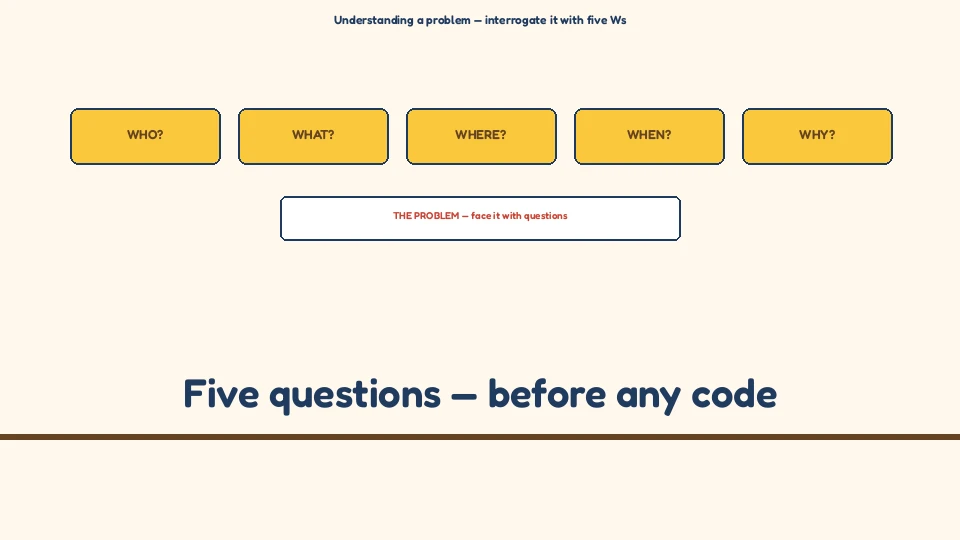 Understanding a problem — interrogate it with five Ws
WHO?
WHAT?
WHERE?
WHEN?
WHY?
THE PROBLEM — face it with questions
Five questions — before any code